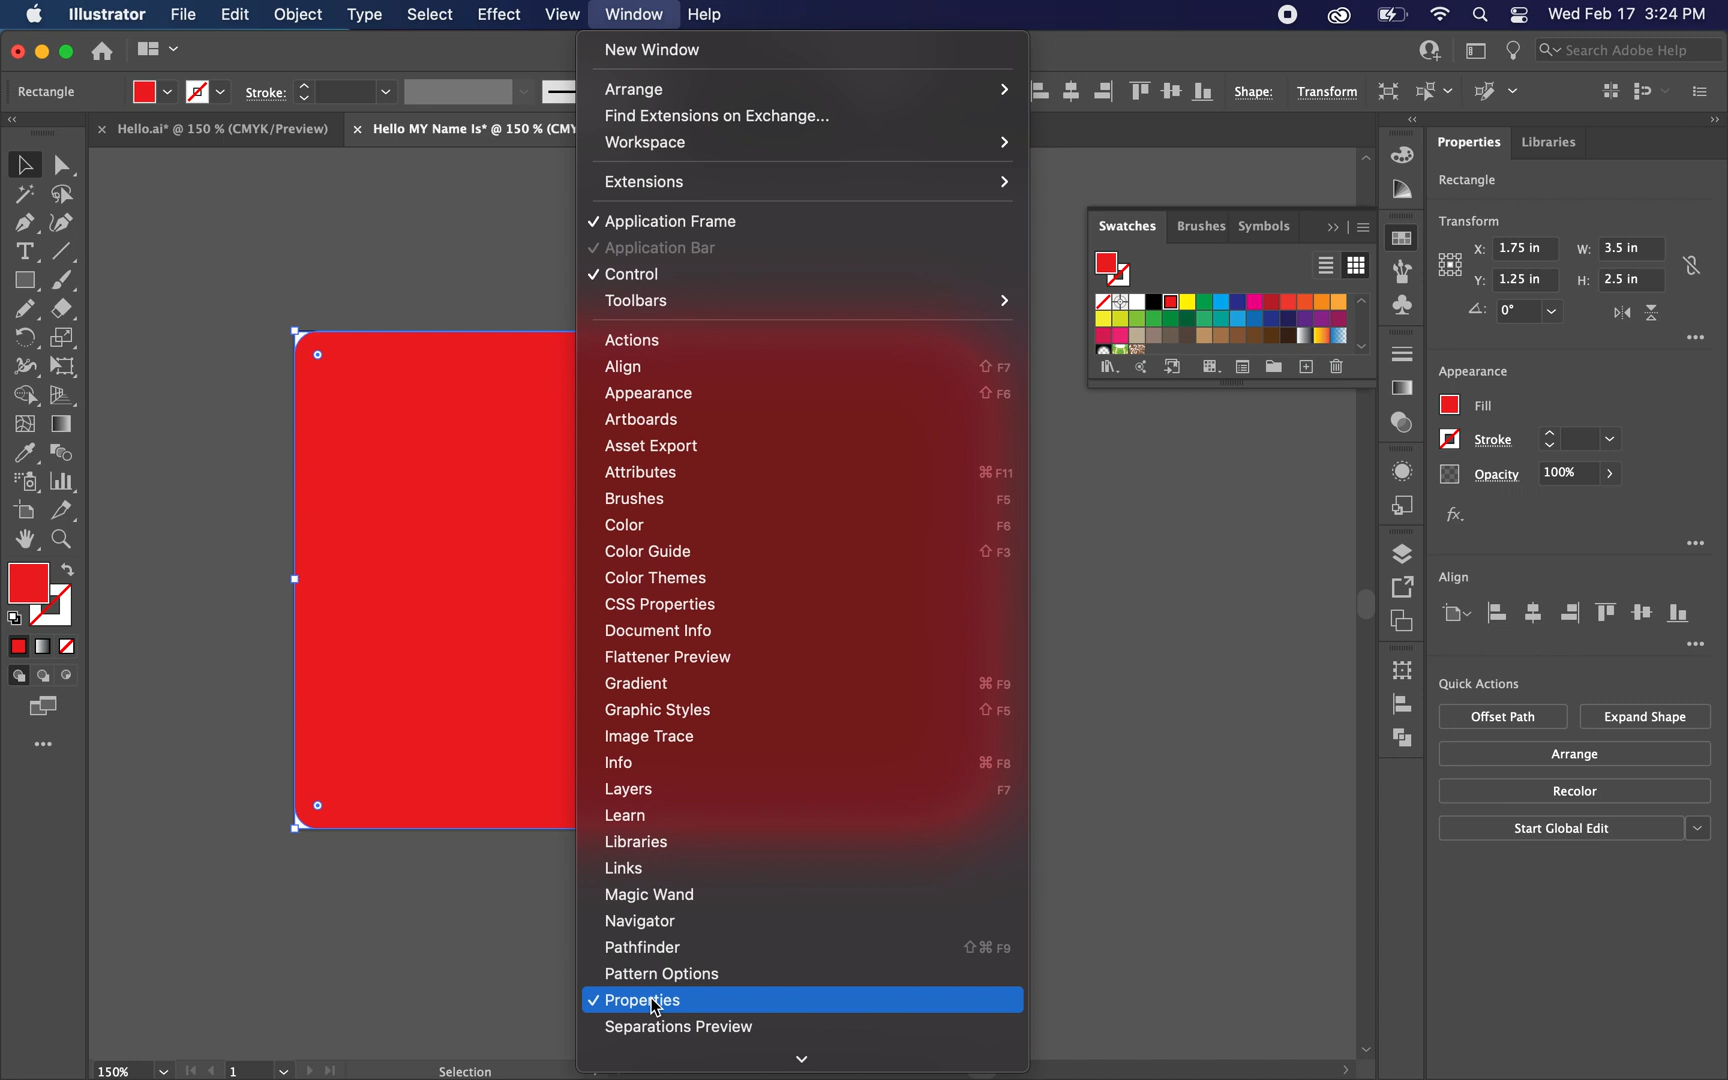 Illustrator File Edit Object Type Select Effect View Window Help Wed Feb 17 3:24 PM
Search Adobe Help
Rectangle Stroke: Shape: Transform
Hello.ai* @ 150 % (CMYK/Preview) Hello MY Name Is* @ 150 % (CMY
New Window
Arrange
Find Extensions on Exchange...
Workspace
Extensions
Application Frame
Application Bar
Control
Toolbars
Actions
Align ⇧ F7
Appearance ⇧ F6
Artboards
Asset Export
Attributes ⌘ F11
Brushes F5
Color F6
Color Guide ⇧ F3
Color Themes
CSS Properties
Document Info
Flattener Preview
Gradient ⌘ F9
Graphic Styles ⇧ F5
Image Trace
Info ⌘ F8
Layers F7
Learn
Libraries
Links
Magic Wand
Navigator
Pathfinder ⇧⌘ F9
Pattern Options
Properties
Separations Preview
Swatches Brushes Symbols
Properties Libraries
Rectangle
Transform
X: 1.75 in W: 3.5 in
Y: 1.25 in H: 2.5 in
0°
Appearance
Fill
Stroke
Opacity 100%
fx.
Align
Quick Actions
Offset Path Expand Shape
Arrange
Recolor
Start Global Edit
150% 1 Selection